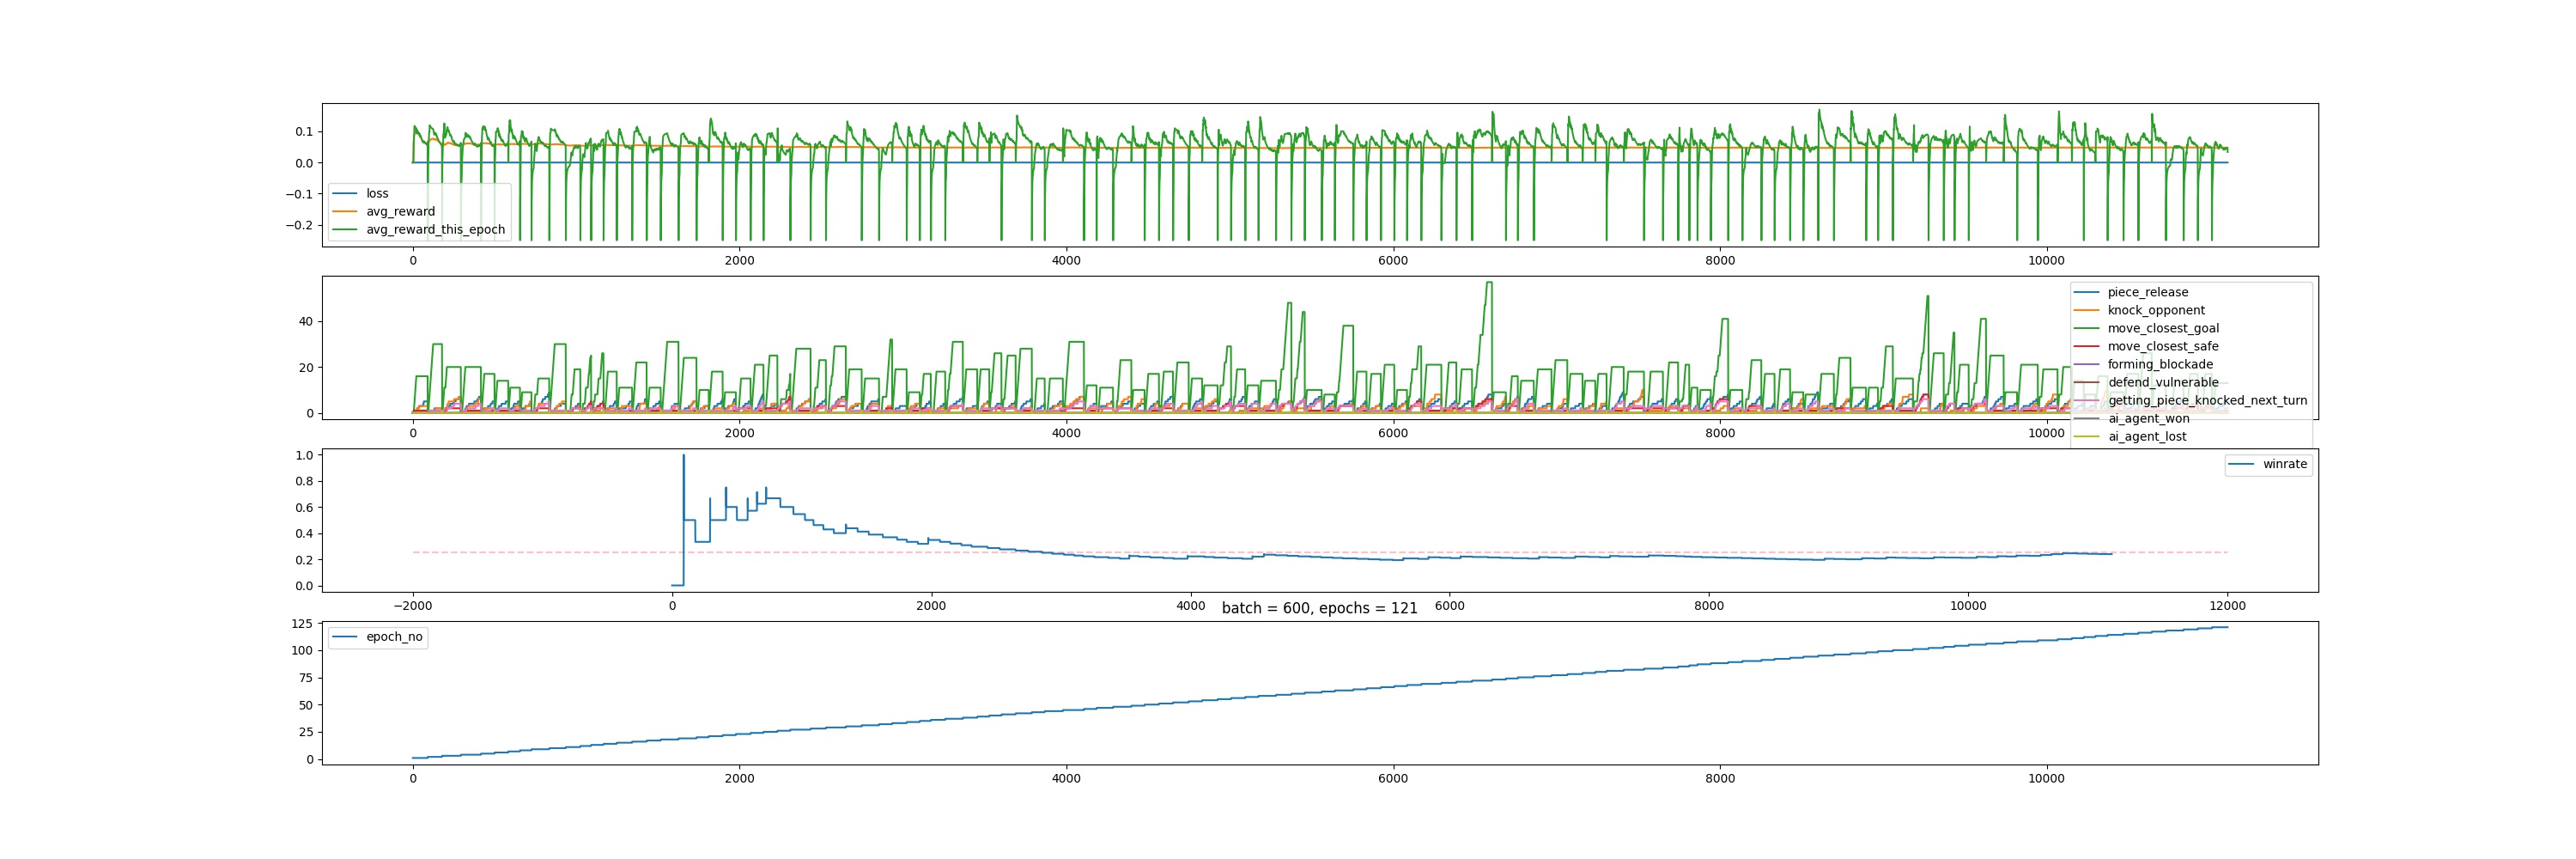 0.1
0.0
−0.1
−0.2
loss
avg_reward
avg_reward_this_epoch
0 2000 4000 6000 8000 10000
40
20
0
piece_release
knock_opponent
move_closest_goal
move_closest_safe
forming_blockade
defend_vulnerable
getting_piece_knocked_next_turn
ai_agent_won
ai_agent_lost
0 2000 4000 6000 8000 10000
1.0
0.8
0.6
0.4
0.2
0.0
winrate
−2000 0 2000 4000 6000 8000 10000 12000
batch = 600, epochs = 121
125
100
75
50
25
0
epoch_no
0 2000 4000 6000 8000 10000